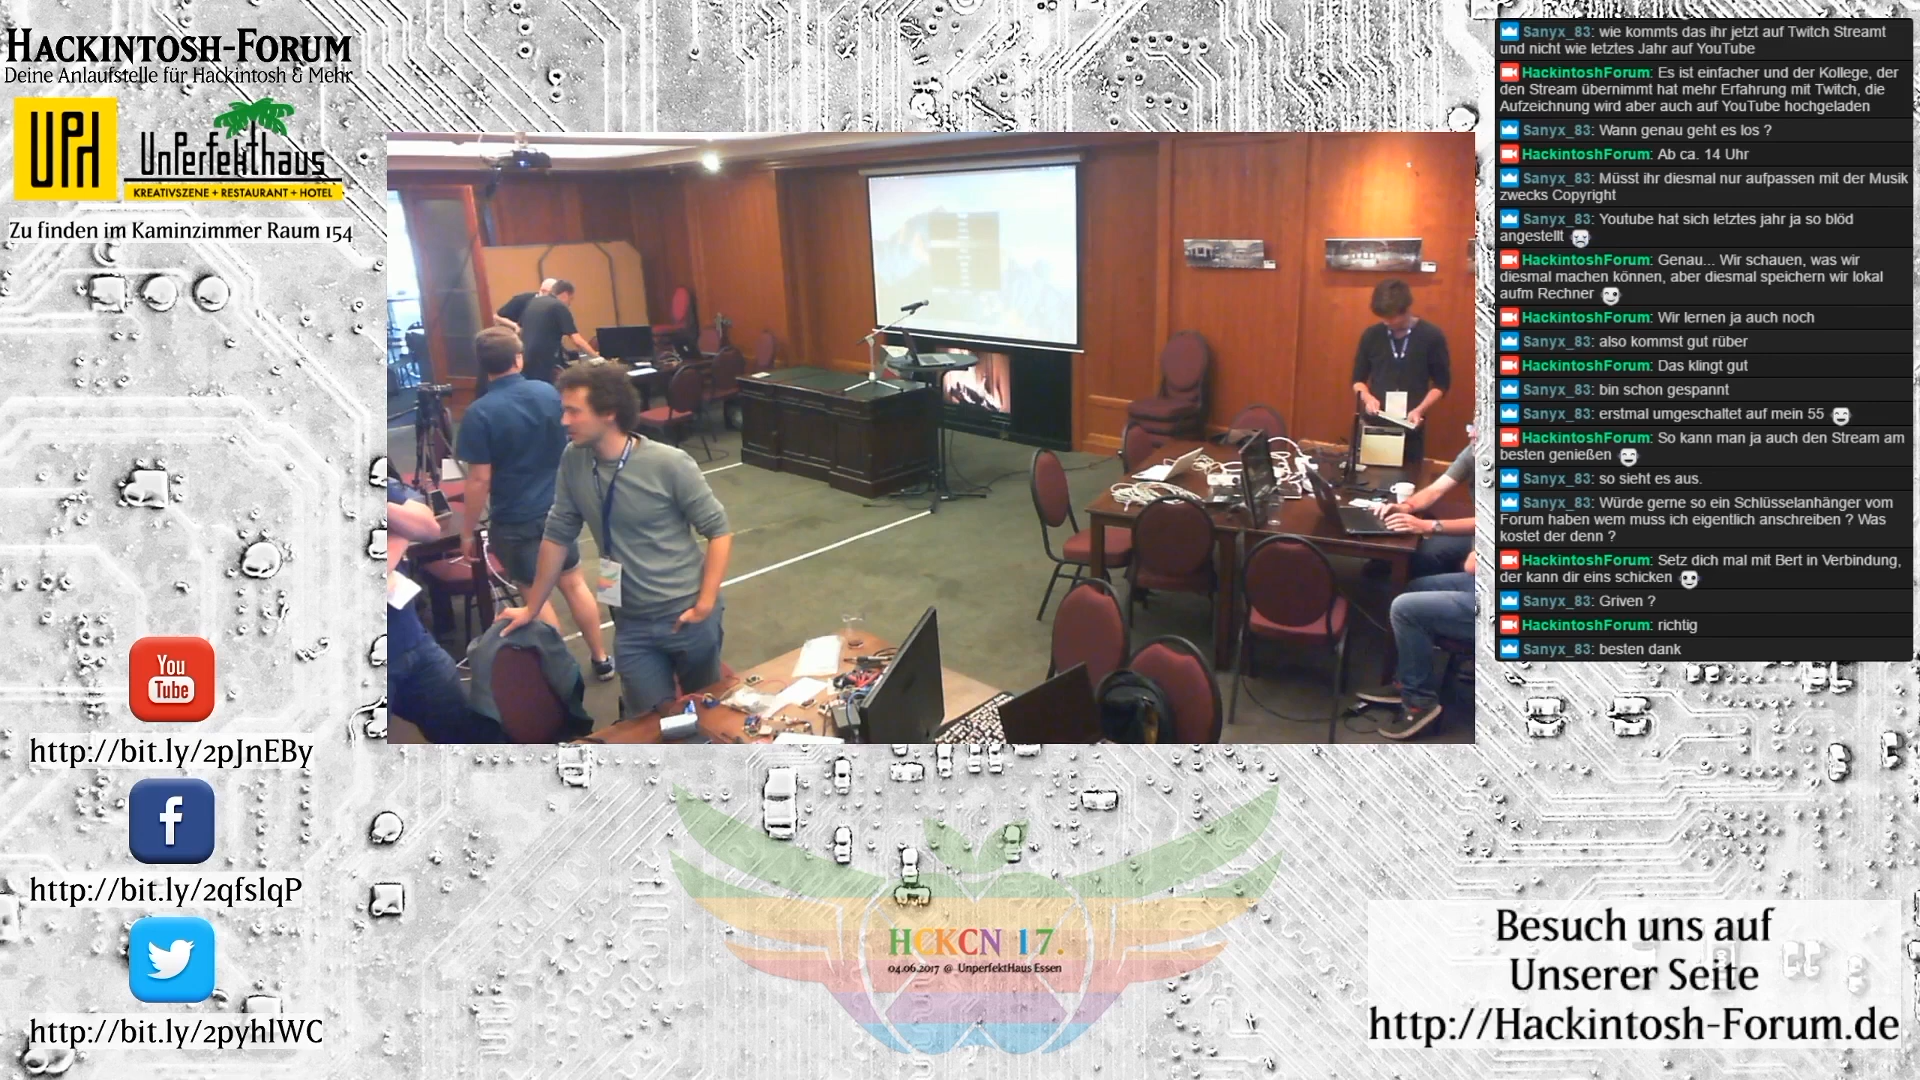 HACKINTOSH-FORUM
Deine Anlaufstelle für Hackintosh & Mehr
UPH
UnPerfekthaus
KREATIVSZENE + RESTAURANT + HOTEL
Zu finden im Kaminzimmer Raum 154
You
Tube
http://bit.ly/2pJnEBy
f
http://bit.ly/2qfslqP
http://bit.ly/2pyhlWC
Sanyx_83: wie kommts das ihr jetzt auf Twitch Streamt
und nicht wie letztes Jahr auf YouTube
HackintoshForum: Es ist einfacher und der Kollege, der
den Stream übernimmt hat mehr Erfahrung mit Twitch, die
Aufzeichnung wird aber auch auf YouTube hochgeladen
Sanyx_83: Wann genau geht es los ?
HackintoshForum: Ab ca. 14 Uhr
Sanyx_83: Müsst ihr diesmal nur aufpassen mit der Musik
zwecks Copyright
Sanyx_83: Youtube hat sich letztes jahr ja so blöd
angestellt
HackintoshForum: Genau... Wir schauen, was wir
diesmal machen können, aber diesmal speichern wir lokal
aufm Rechner
HackintoshForum: Wir lernen ja auch noch
Sanyx_83: also kommst gut rüber
HackintoshForum: Das klingt gut
Sanyx_83: bin schon gespannt
Sanyx_83: erstmal umgeschaltet auf mein 55
HackintoshForum: So kann man ja auch den Stream am
besten genießen
Sanyx_83: so sieht es aus.
Sanyx_83: Würde gerne so ein Schlüsselanhänger vom
Forum haben wem muss ich eigentlich anschreiben ? Was
kostet der denn ?
HackintoshForum: Setz dich mal mit Bert in Verbindung,
der kann dir eins schicken
Sanyx_83: Griven ?
HackintoshForum: richtig
Sanyx_83: besten dank
HCKCN 17.
04.06.2017 @ UnperfektHaus Essen
Besuch uns auf
Unserer Seite
http://Hackintosh-Forum.de